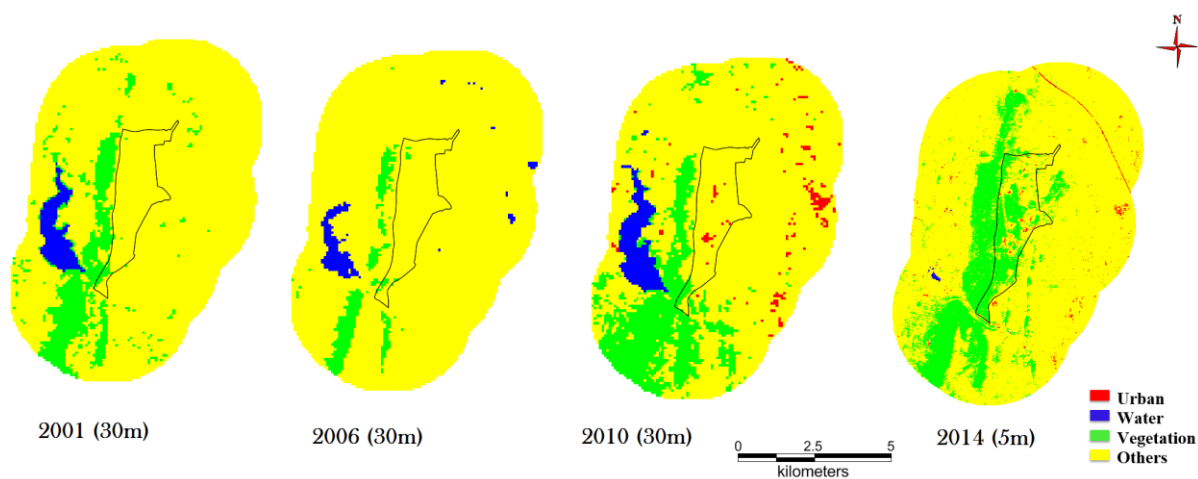 N
2001 (30m)
2006 (30m)
2010 (30m)
2014 (5m)
0 2.5 5
kilometers
Urban
Water
Vegetation
Others